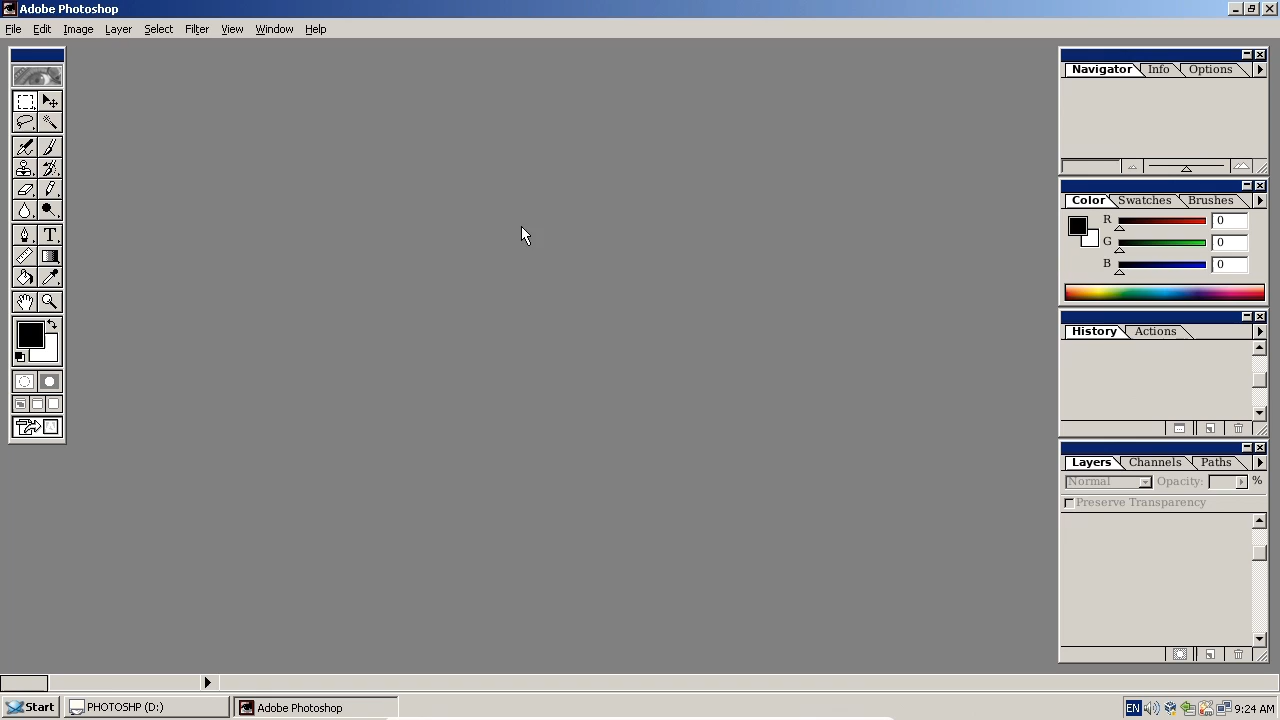 Adobe Photoshop
File Edit Image Layer Select Filter View Window Help
Navigator Info Options
Color Swatches Brushes
R 0
G 0
B 0
History Actions
Layers Channels Paths
Normal Opacity: %
Preserve Transparency
T
Start PHOTOSHP (D:) Adobe Photoshop EN 9:24 AM